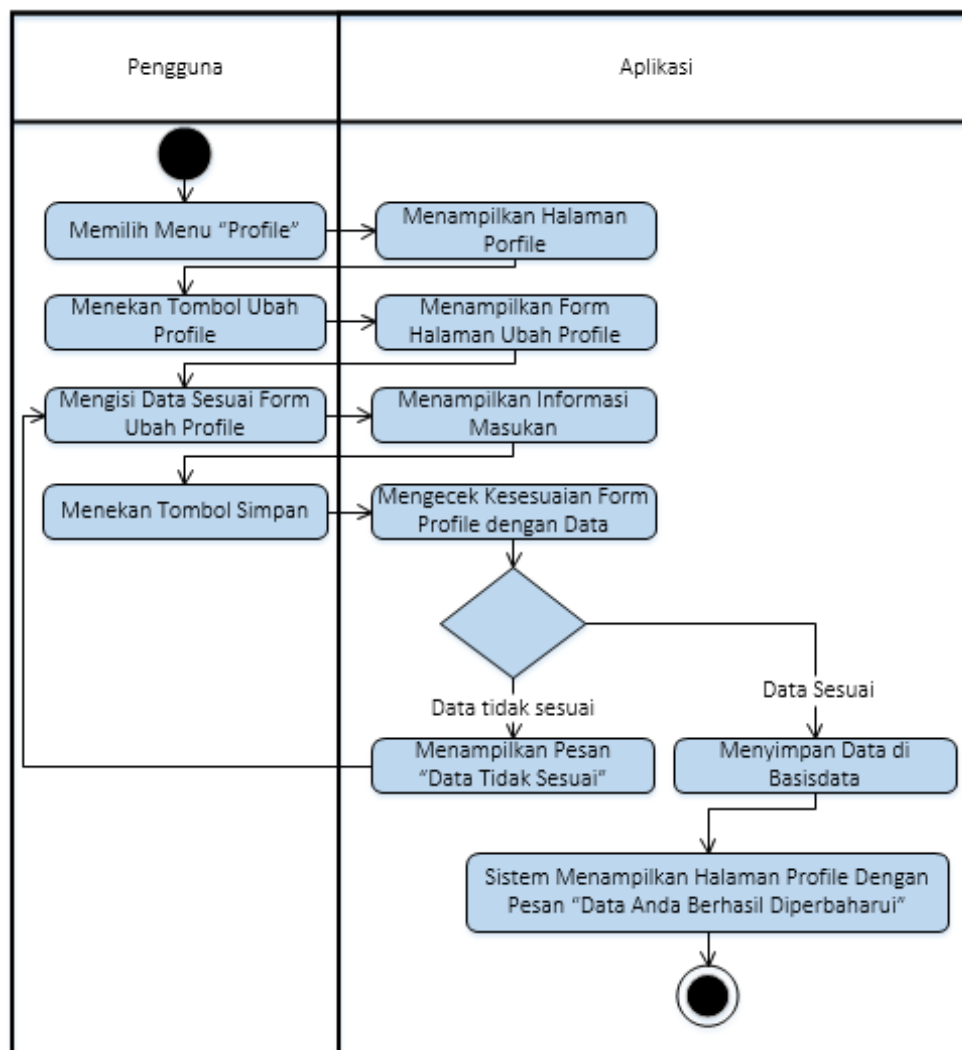 Pengguna
Aplikasi
Memilih Menu “Profile”
Menampilkan Halaman
Porfile
Menekan Tombol Ubah
Profile
Menampilkan Form
Halaman Ubah Profile
Mengisi Data Sesuai Form
Ubah Profile
Menampilkan Informasi
Masukan
Menekan Tombol Simpan
Mengecek Kesesuaian Form
Profile dengan Data
Data tidak sesuai
Data Sesuai
Menampilkan Pesan
“Data Tidak Sesuai”
Menyimpan Data di
Basisdata
Sistem Menampilkan Halaman Profile Dengan
Pesan “Data Anda Berhasil Diperbaharui”